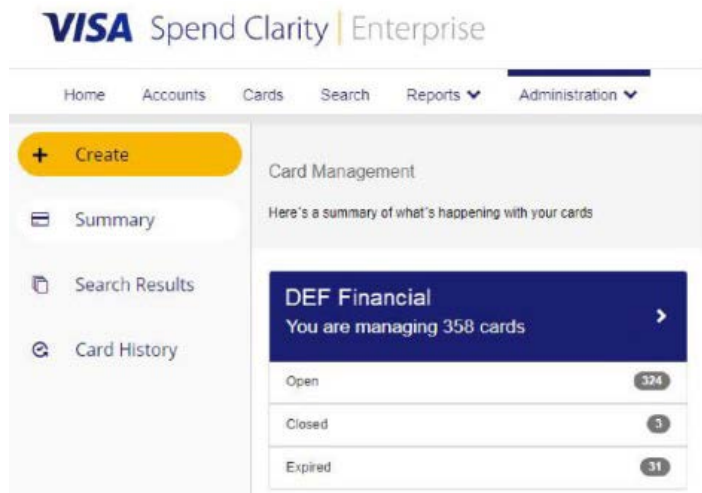 VISA Spend Clarity | Enterprise
Home Accounts Cards Search Reports Administration
+ Create
Summary
Search Results
Card History
Card Management
Here's a summary of what's happening with your cards
DEF Financial
You are managing 358 cards
Open 324
Closed 3
Expired 31